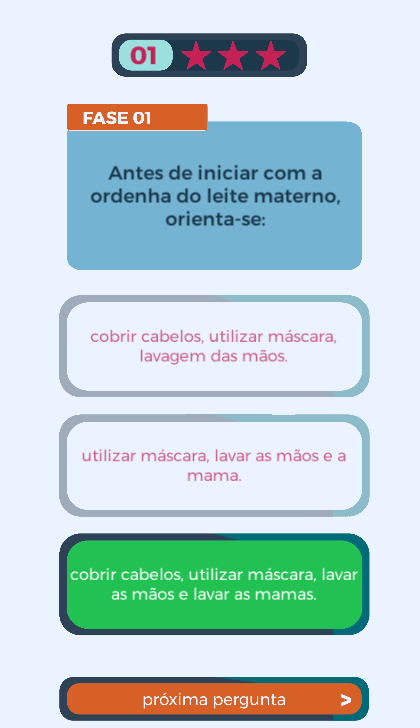 01
FASE 01
Antes de iniciar com a
ordenha do leite materno,
orienta-se:
cobrir cabelos, utilizar máscara,
lavagem das mãos.
utilizar máscara, lavar as mãos e a
mama.
cobrir cabelos, utilizar máscara, lavar
as mãos e lavar as mamas.
próxima pergunta >